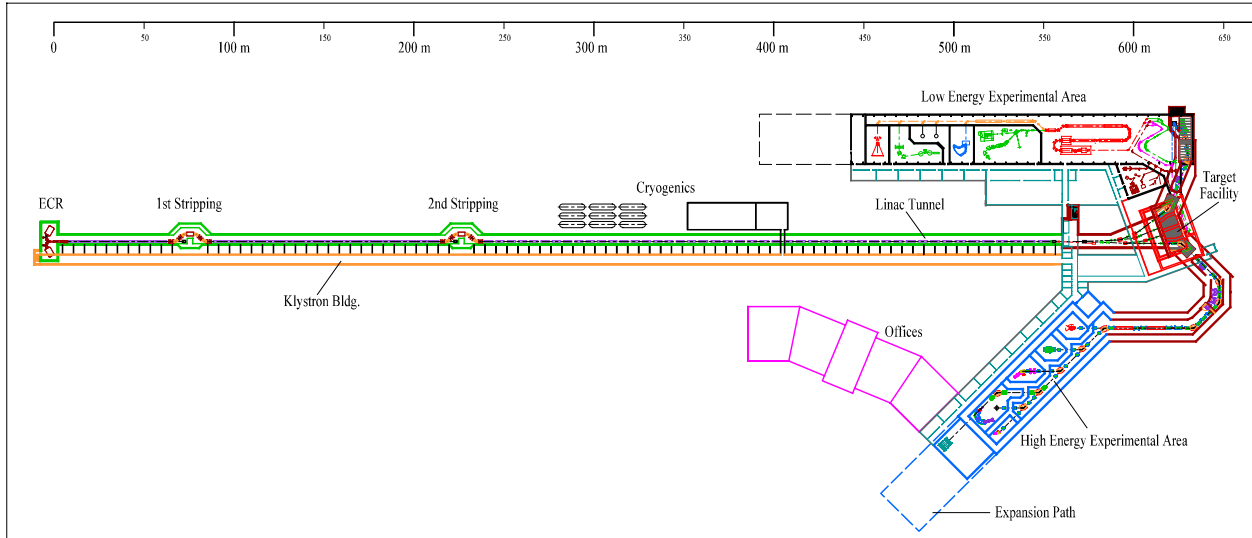 0
50
100 m
150
200 m
250
300 m
350
400 m
450
500 m
550
600 m
650
Low Energy Experimental Area
Target
Facility
Cryogenics
ECR
1st Stripping
2nd Stripping
Linac Tunnel
Klystron Bldg.
Offices
High Energy Experimental Area
Expansion Path